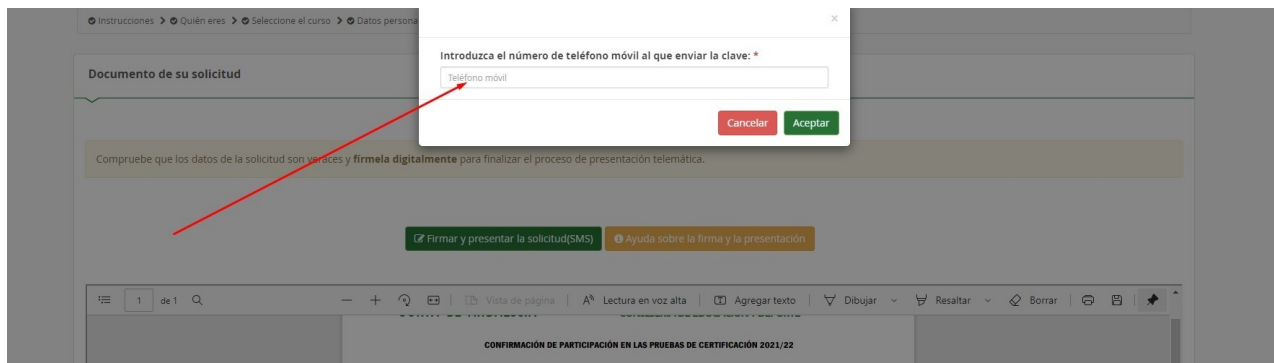 Instrucciones > Quién eres > Seleccione el curso > Datos persona
×
Introduzca el número de teléfono móvil al que enviar la clave: *
Teléfono móvil
Cancelar Aceptar
Documento de su solicitud
Compruebe que los datos de la solicitud son veraces y fírmela digitalmente para finalizar el proceso de presentación telemática.
Firmar y presentar la solicitud(SMS) Ayuda sobre la firma y la presentación
1 de 1 Vista de página Lectura en voz alta Agregar texto Dibujar Resaltar Borrar
CONFIRMACIÓN DE PARTICIPACIÓN EN LAS PRUEBAS DE CERTIFICACIÓN 2021/22